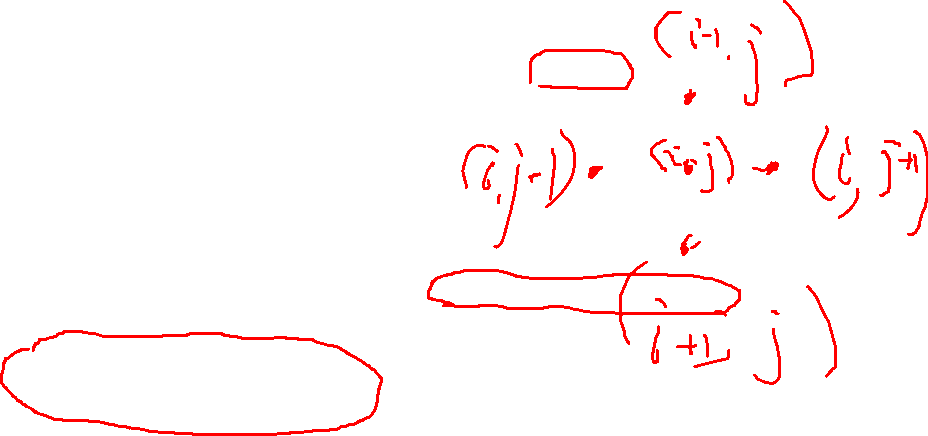 (i-1, j)
(i, j-1) (i, j) (i, j+1)
(i+1, j)